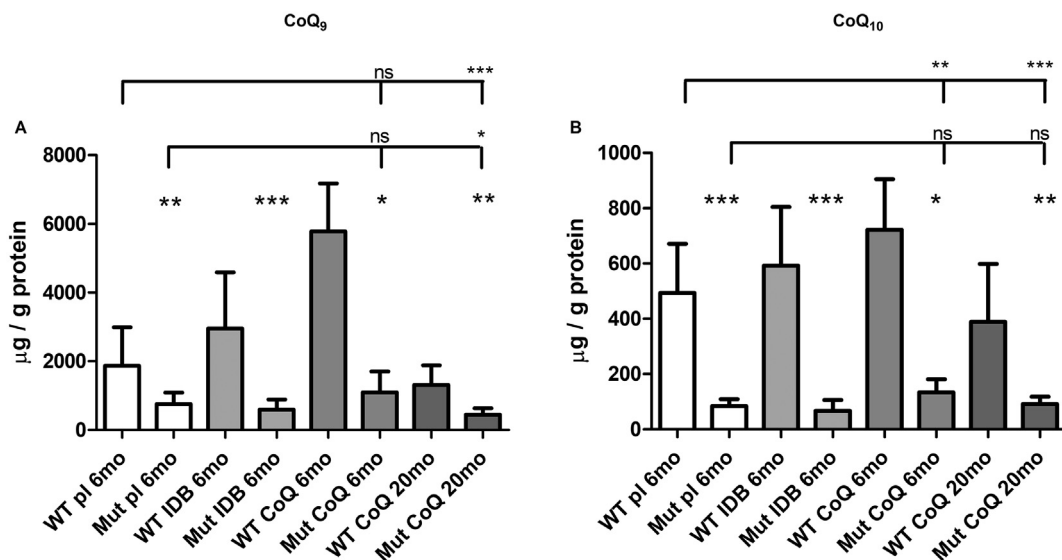 CoQ₉
ns ***
A
ns *
8000
6000
4000
2000
0
μg / g protein
** *** * **
WT pl 6mo
Mut pl 6mo
WT IDB 6mo
Mut IDB 6mo
WT CoQ 6mo
Mut CoQ 6mo
WT CoQ 20mo
Mut CoQ 20mo
CoQ₁₀
** ***
B
ns ns
1000
800
600
400
200
0
μg / g protein
*** *** * **
WT pl 6mo
Mut pl 6mo
WT IDB 6mo
Mut IDB 6mo
WT CoQ 6mo
Mut CoQ 6mo
WT CoQ 20mo
Mut CoQ 20mo